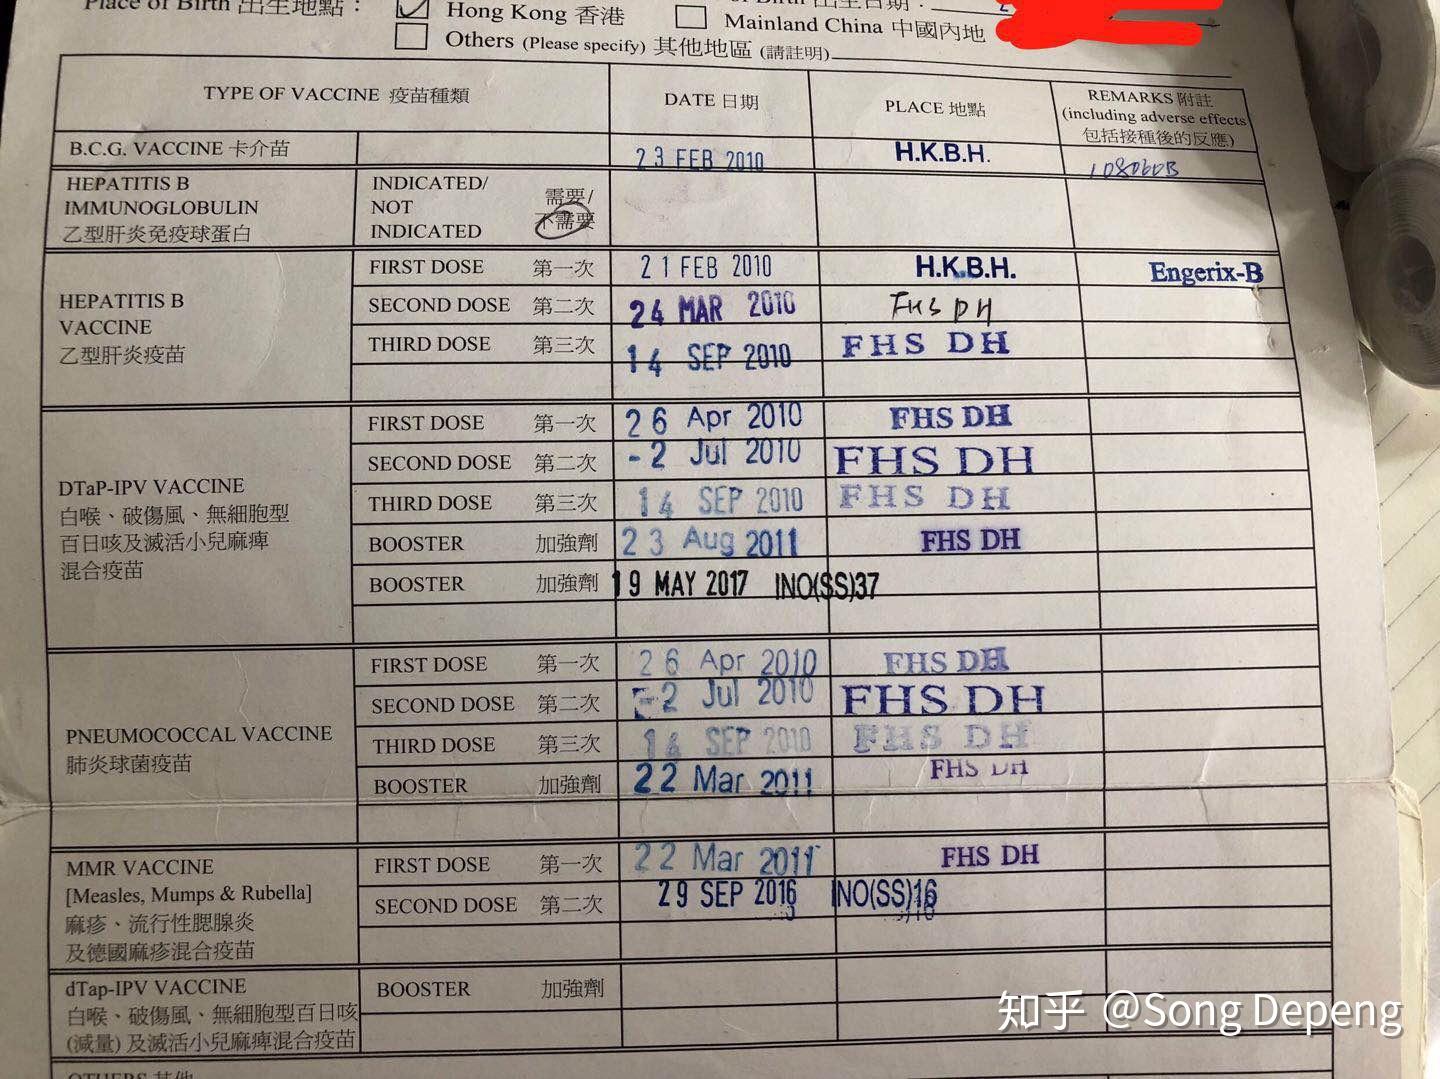 Place of Birth 出生地點： Hong Kong 香港 Mainland China 中國內地
Others (Please specify) 其他地區 (請註明)
TYPE OF VACCINE 疫苗種類 DATE 日期 PLACE 地點 REMARKS 附註
(including adverse effects
包括接種後的反應)
B.C.G. VACCINE 卡介苗 23 FEB 2010 H.K.B.H. 108060B
HEPATITIS B
IMMUNOGLOBULIN
乙型肝炎免疫球蛋白
INDICATED/ 需要/
NOT 不需要
INDICATED
HEPATITIS B
VACCINE
乙型肝炎疫苗
FIRST DOSE 第一次 21 FEB 2010 H.K.B.H. Engerix-B
SECOND DOSE 第二次 24 MAR 2010 FHS DH
THIRD DOSE 第三次 14 SEP 2010 FHS DH
DTaP-IPV VACCINE
白喉、破傷風、無細胞型
百日咳及滅活小兒麻痺
混合疫苗
FIRST DOSE 第一次 26 Apr 2010 FHS DH
SECOND DOSE 第二次 -2 Jul 2010 FHS DH
THIRD DOSE 第三次 14 SEP 2010 FHS DH
BOOSTER 加強劑 23 Aug 2011 FHS DH
BOOSTER 加強劑 19 MAY 2017 INO(SS)37
PNEUMOCOCCAL VACCINE
肺炎球菌疫苗
FIRST DOSE 第一次 26 Apr 2010 FHS DH
SECOND DOSE 第二次 -2 Jul 2010 FHS DH
THIRD DOSE 第三次 14 SEP 2010 FHS DH
BOOSTER 加強劑 22 Mar 2011 FHS DH
MMR VACCINE
[Measles, Mumps & Rubella]
麻疹、流行性腮腺炎
及德國麻疹混合疫苗
FIRST DOSE 第一次 22 Mar 2011 FHS DH
SECOND DOSE 第二次 29 SEP 2016 INO(SS)16
dTap-IPV VACCINE
白喉、破傷風、無細胞型百日咳
(減量) 及滅活小兒麻痺混合疫苗
BOOSTER 加強劑
OTHERS 其他
知乎 @Song Depeng